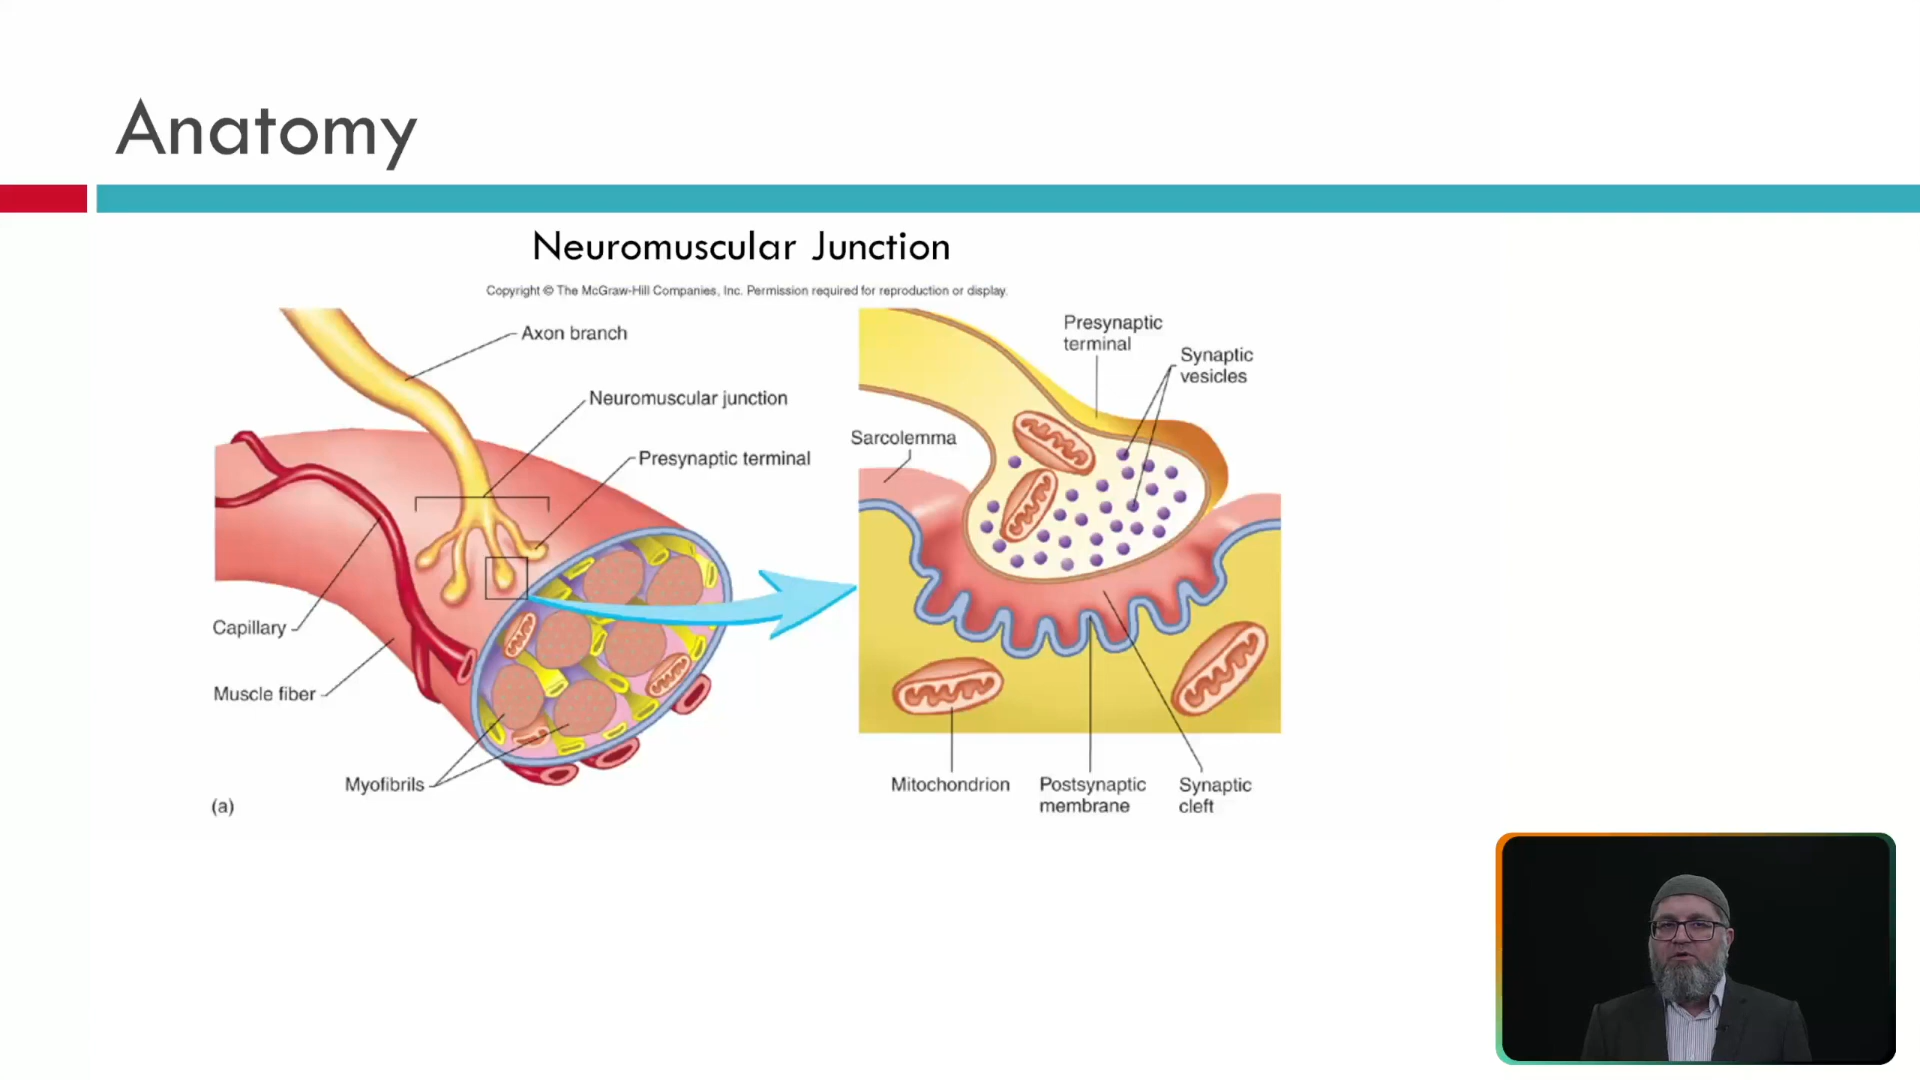 Anatomy
Neuromuscular Junction
Copyright © The McGraw-Hill Companies, Inc. Permission required for reproduction or display.
Axon branch
Neuromuscular junction
Presynaptic terminal
Capillary
Muscle fiber
Myofibrils
(a)
Presynaptic
terminal
Synaptic
vesicles
Sarcolemma
Mitochondrion
Postsynaptic
membrane
Synaptic
cleft